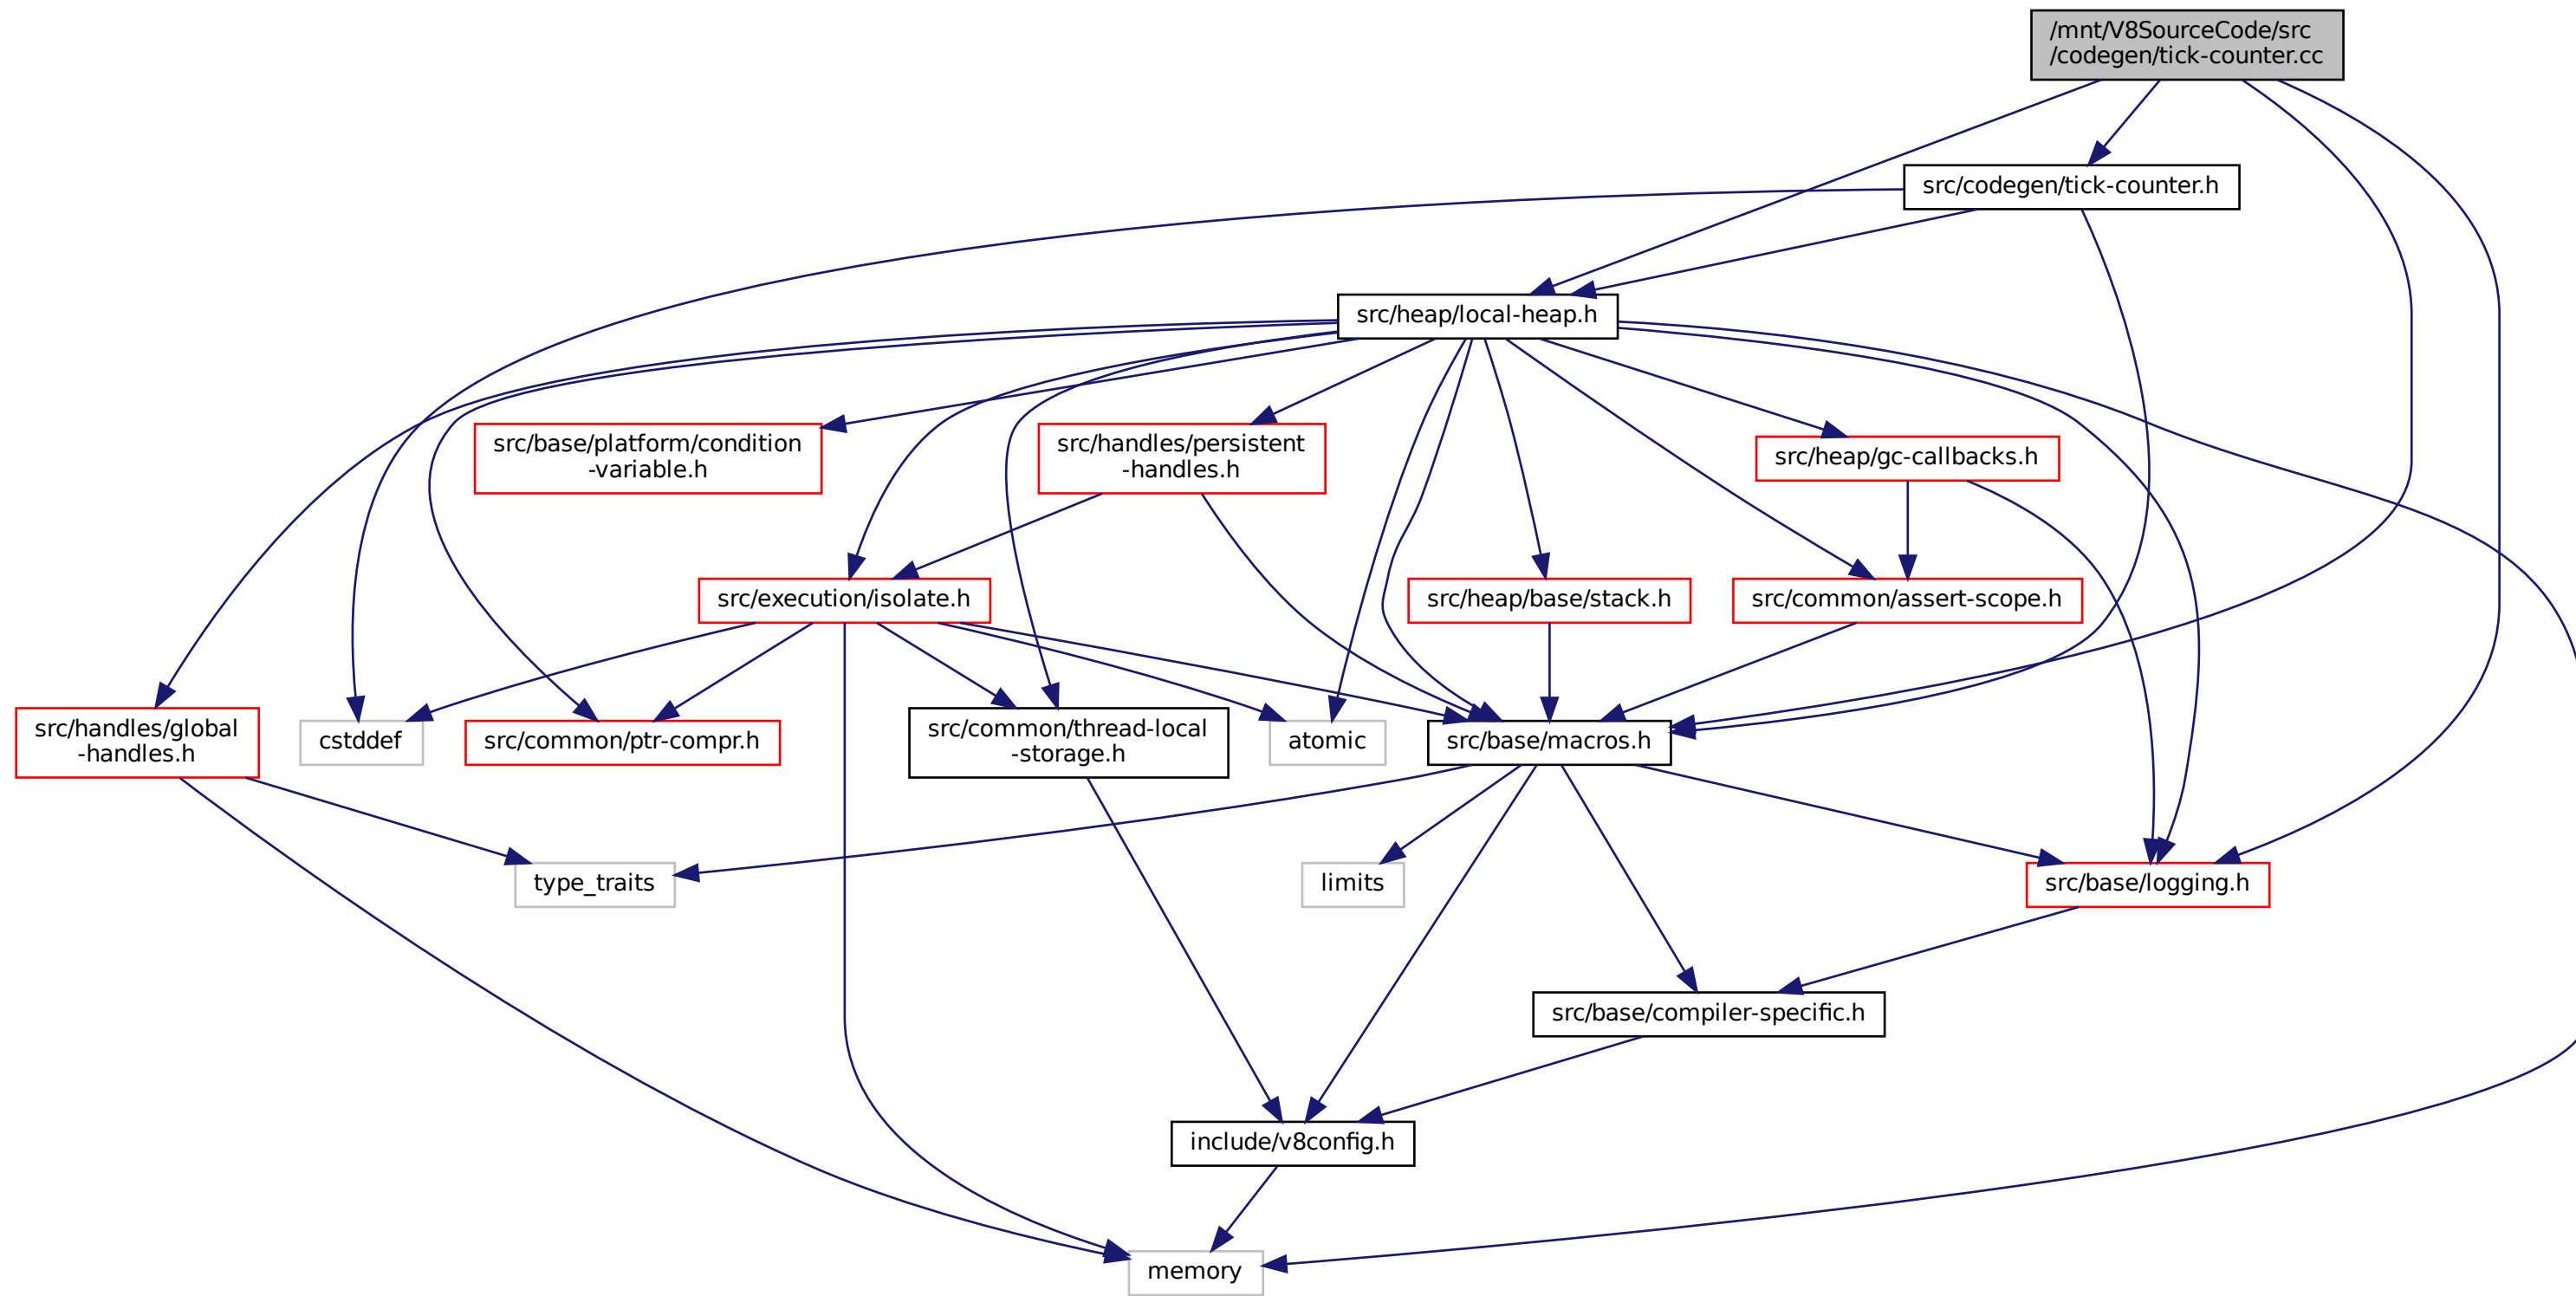 /mnt/V8SourceCode/src
/codegen/tick-counter.cc
src/codegen/tick-counter.h
src/heap/local-heap.h
src/base/platform/condition
-variable.h
src/handles/persistent
-handles.h
src/heap/gc-callbacks.h
src/execution/isolate.h
src/heap/base/stack.h
src/common/assert-scope.h
src/handles/global
-handles.h
cstddef
src/common/ptr-compr.h
src/common/thread-local
-storage.h
atomic
src/base/macros.h
type_traits
limits
src/base/logging.h
src/base/compiler-specific.h
include/v8config.h
memory